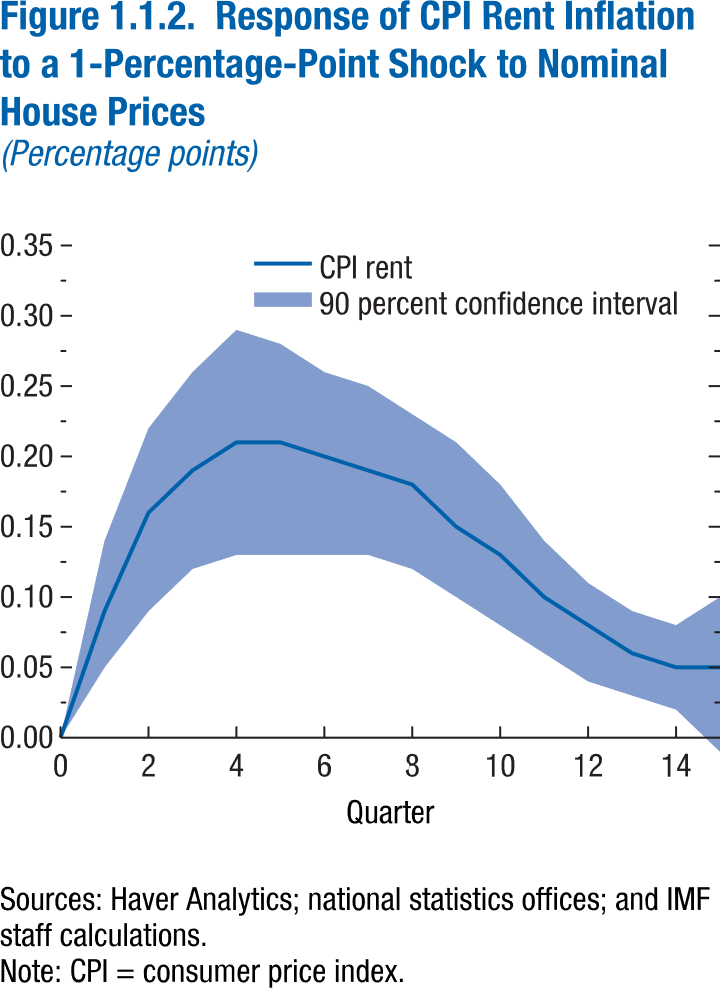 Figure 1.1.2. Response of CPI Rent Inflation
to a 1-Percentage-Point Shock to Nominal
House Prices
(Percentage points)
0.35
CPI rent
0.30
90 percent confidence interval
0.25
0.20
0.15
0.10
0.05
0.00
0 2 4 6 8 10 12 14
Quarter
Sources: Haver Analytics; national statistics offices; and IMF
staff calculations.
Note: CPI = consumer price index.